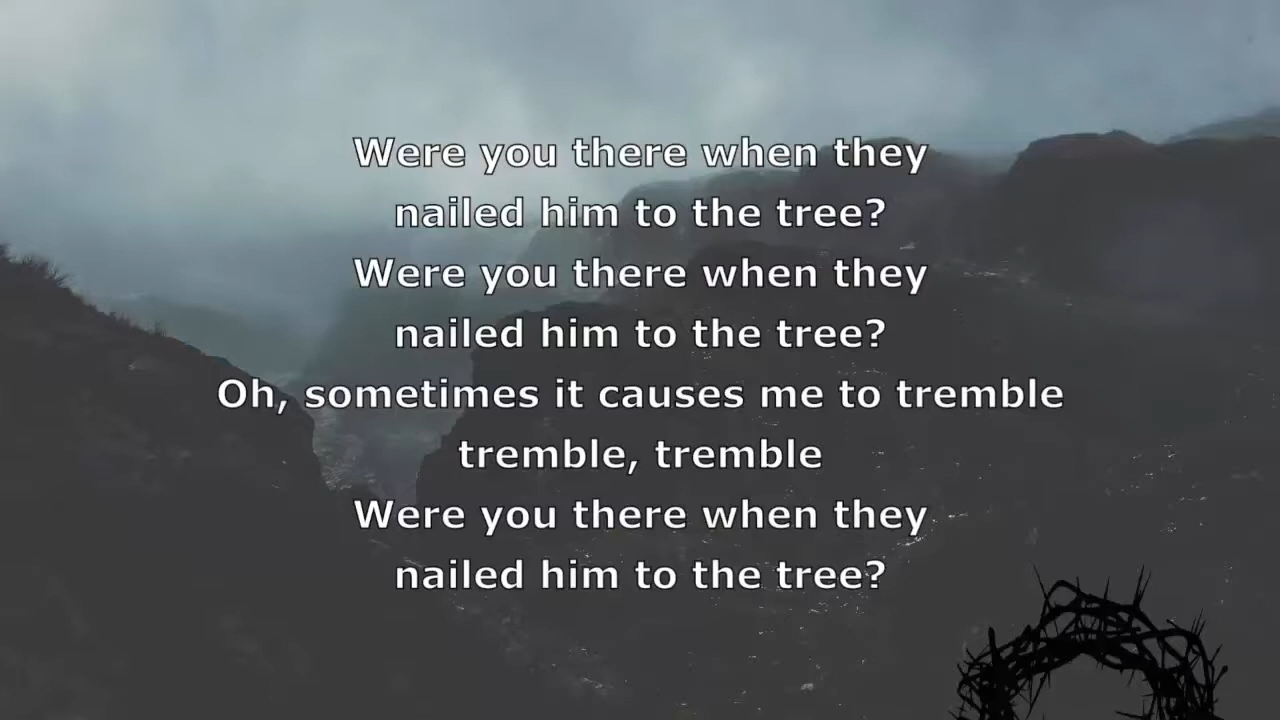 Were you there when they
nailed him to the tree?
Were you there when they
nailed him to the tree?
Oh, sometimes it causes me to tremble
tremble, tremble
Were you there when they
nailed him to the tree?